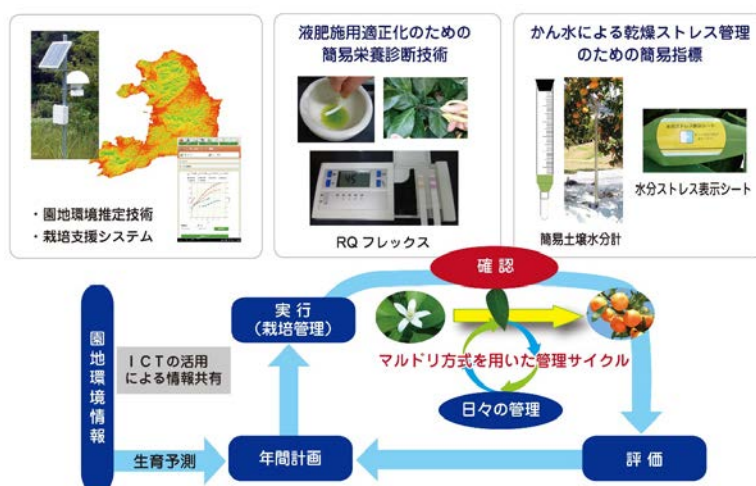 ・園地環境推定技術
・栽培支援システム
液肥施用適正化のための
簡易栄養診断技術
RQフレックス
かん水による乾燥ストレス管理
のための簡易指標
簡易土壌水分計
水分ストレス表示シート
確認
実行
(栽培管理)
園地環境情報
ICTの活用
による情報共有
マルドリ方式を用いた管理サイクル
日々の管理
生育予測
年間計画
評価